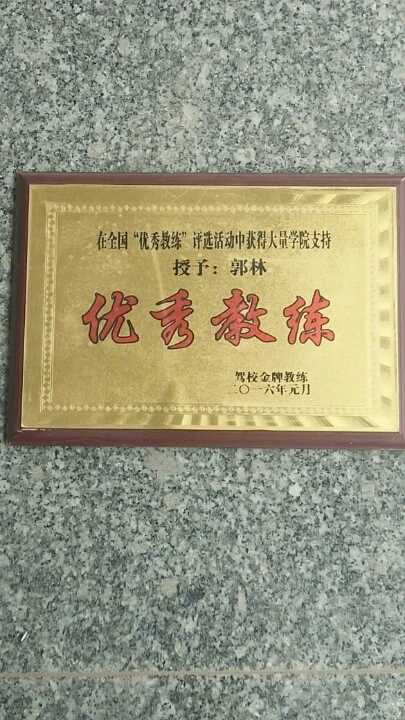 在全国“优秀教练”评选活动中获得大量学院支持
授予：郭林
优秀教练
驾校金牌教练
二〇一六年元月